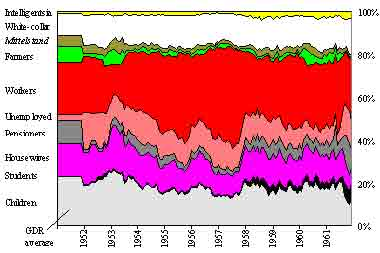 Intelligentsia
White-collar
Mittelstand
Farmers
Workers
Unemployed
Pensioners
Housewives
Students
Children
GDR
average
1952
1953
1954
1955
1956
1957
1958
1959
1960
1961
100%
80%
60%
40%
20%
0%